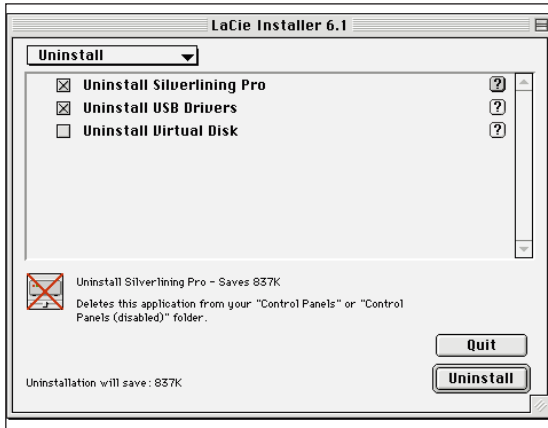 LaCie Installer 6.1
Uninstall
Uninstall Silverlining Pro
?
Uninstall USB Drivers
?
Uninstall Virtual Disk
?
Uninstall Silverlining Pro - Saves 837K
Deletes this application from your "Control Panels" or "Control
Panels (disabled)" folder.
Quit
Uninstallation will save : 837K
Uninstall